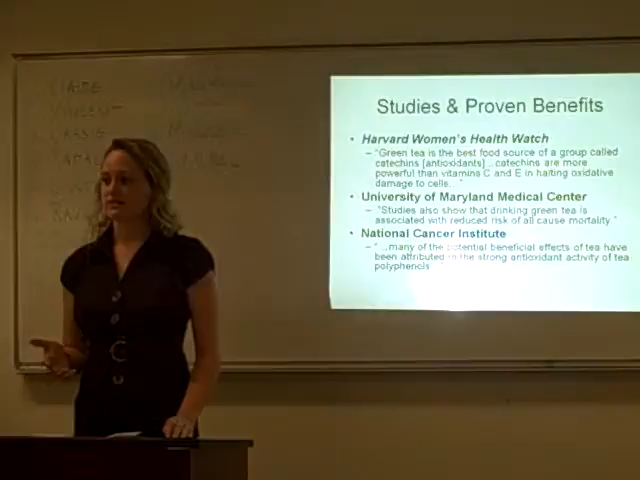 Studies & Proven Benefits
• Harvard Women's Health Watch
– "Green tea is the best food source of a group called
catechins [antioxidants]... catechins are more
powerful than vitamins C and E in halting oxidative
damage to cells..."
• University of Maryland Medical Center
– "Studies also show that drinking green tea is
associated with reduced risk of all cause mortality."
• National Cancer Institute
– "...many of the potential beneficial effects of tea have
been attributed to the strong antioxidant activity of tea
polyphenols
VINCENT
CASSIE